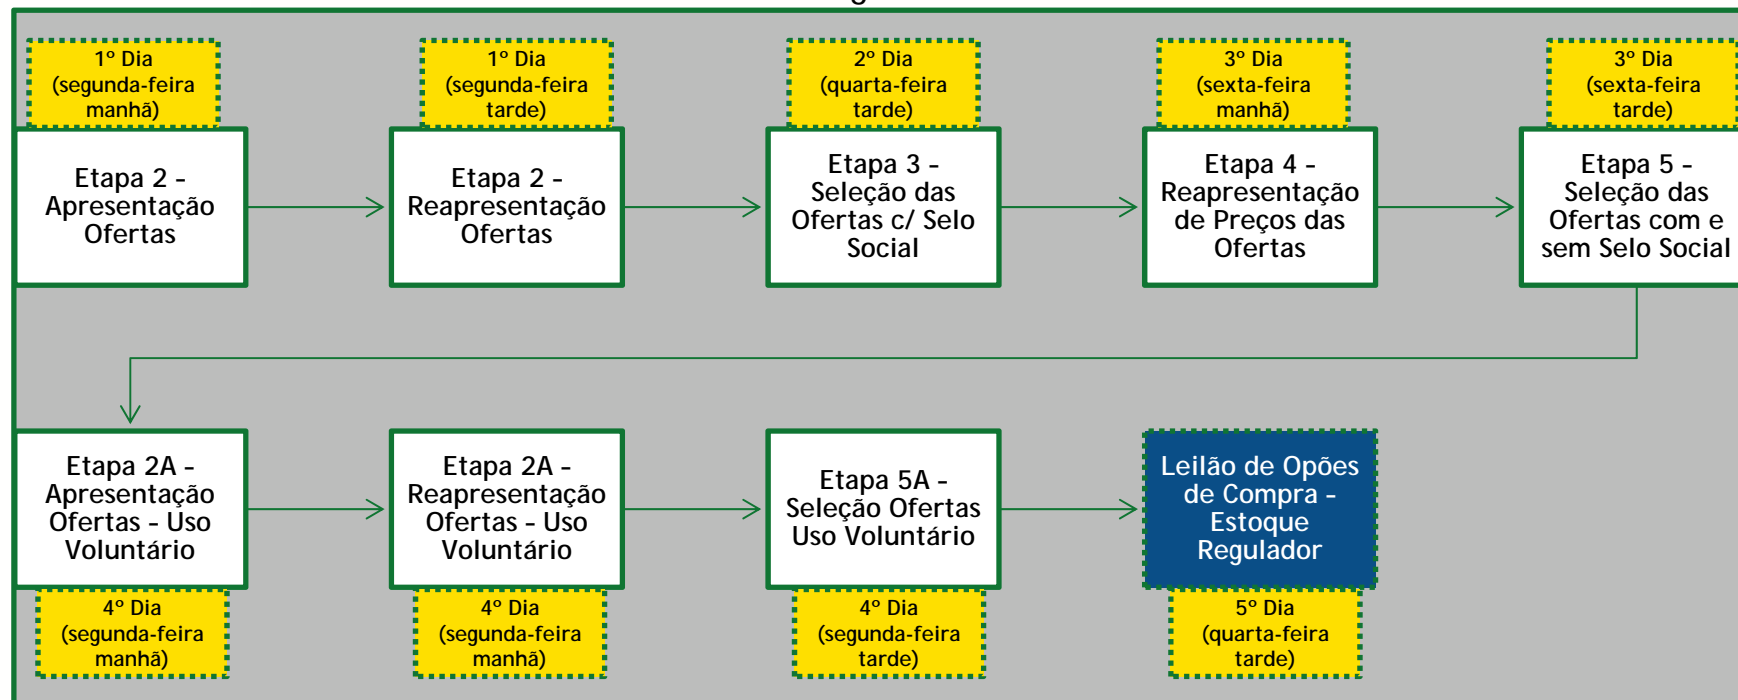 1º Dia
(segunda-feira
manhã)
Etapa 2 -
Apresentação
Ofertas
1º Dia
(segunda-feira
tarde)
Etapa 2 -
Reapresentação
Ofertas
2º Dia
(quarta-feira
tarde)
Etapa 3 -
Seleção das
Ofertas c/ Selo
Social
3º Dia
(sexta-feira
manhã)
Etapa 4 -
Reapresentação
de Preços das
Ofertas
3º Dia
(sexta-feira
tarde)
Etapa 5 -
Seleção das
Ofertas com e
sem Selo Social
Etapa 2A -
Apresentação
Ofertas - Uso
Voluntário
4º Dia
(segunda-feira
manhã)
Etapa 2A -
Reapresentação
Ofertas - Uso
Voluntário
4º Dia
(segunda-feira
manhã)
Etapa 5A -
Seleção Ofertas
Uso Voluntário
4º Dia
(segunda-feira
tarde)
Leilão de Opões
de Compra -
Estoque
Regulador
5º Dia
(quarta-feira
tarde)